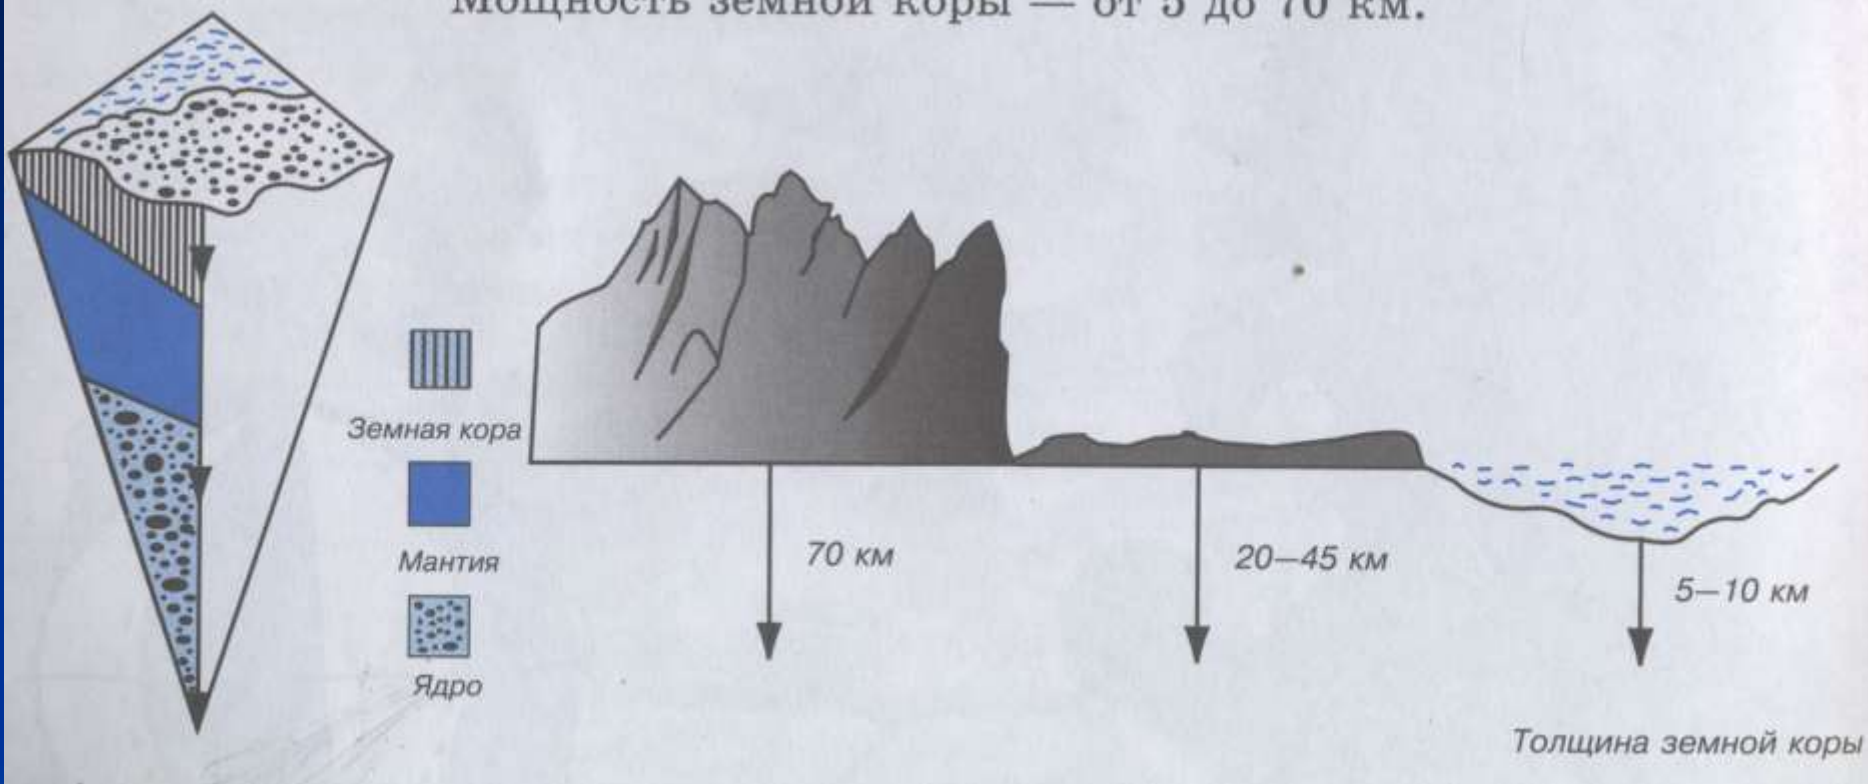 Мощность земной коры — от 5 до 70 км.
Земная кора
Мантия
Ядро
70 км
20—45 км
5—10 км
Толщина земной коры